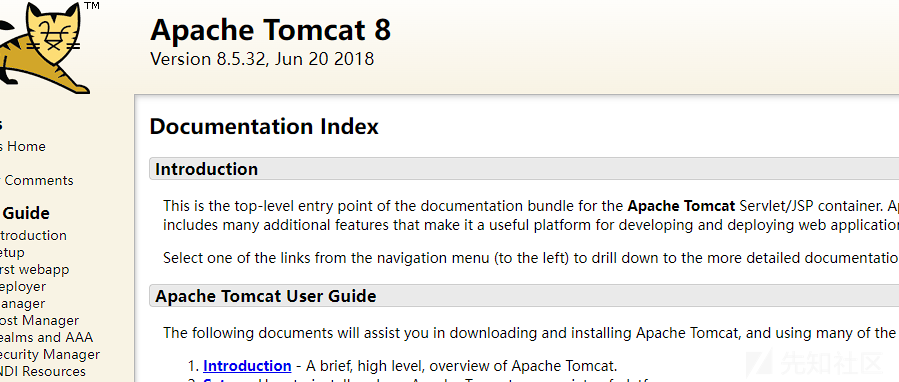 TM
Apache Tomcat 8
Version 8.5.32, Jun 20 2018
s
s Home
Comments
Guide
troduction
etup
rst webapp
eployer
anager
ost Manager
ealms and AAA
ecurity Manager
NDI Resources
Documentation Index
Introduction
This is the top-level entry point of the documentation bundle for the Apache Tomcat Servlet/JSP container. Ap
includes many additional features that make it a useful platform for developing and deploying web application
Select one of the links from the navigation menu (to the left) to drill down to the more detailed documentatio
Apache Tomcat User Guide
The following documents will assist you in downloading and installing Apache Tomcat, and using many of the
1. Introduction - A brief, high level, overview of Apache Tomcat.
先知社区